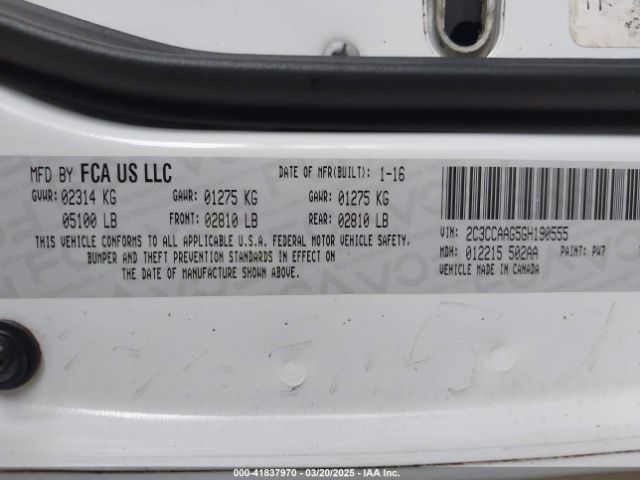 MFD BY FCA US LLC
DATE OF MFR(BUILT): 1-16
GVWR: 02314 KG
GAWR: 01275 KG
GAWR: 01275 KG
05100 LB
FRONT: 02810 LB
REAR: 02810 LB
THIS VEHICLE CONFORMS TO ALL APPLICABLE U.S.A. FEDERAL MOTOR VEHICLE SAFETY,
BUMPER AND THEFT PREVENTION STANDARDS IN EFFECT ON
THE DATE OF MANUFACTURE SHOWN ABOVE.
VIN: 2C3CCAAG5GH190555
MDH: 012215 502AA PAINT: PW7
VEHICLE MADE IN CANADA
000-41837970 - 03/20/2025 - IAA Inc.